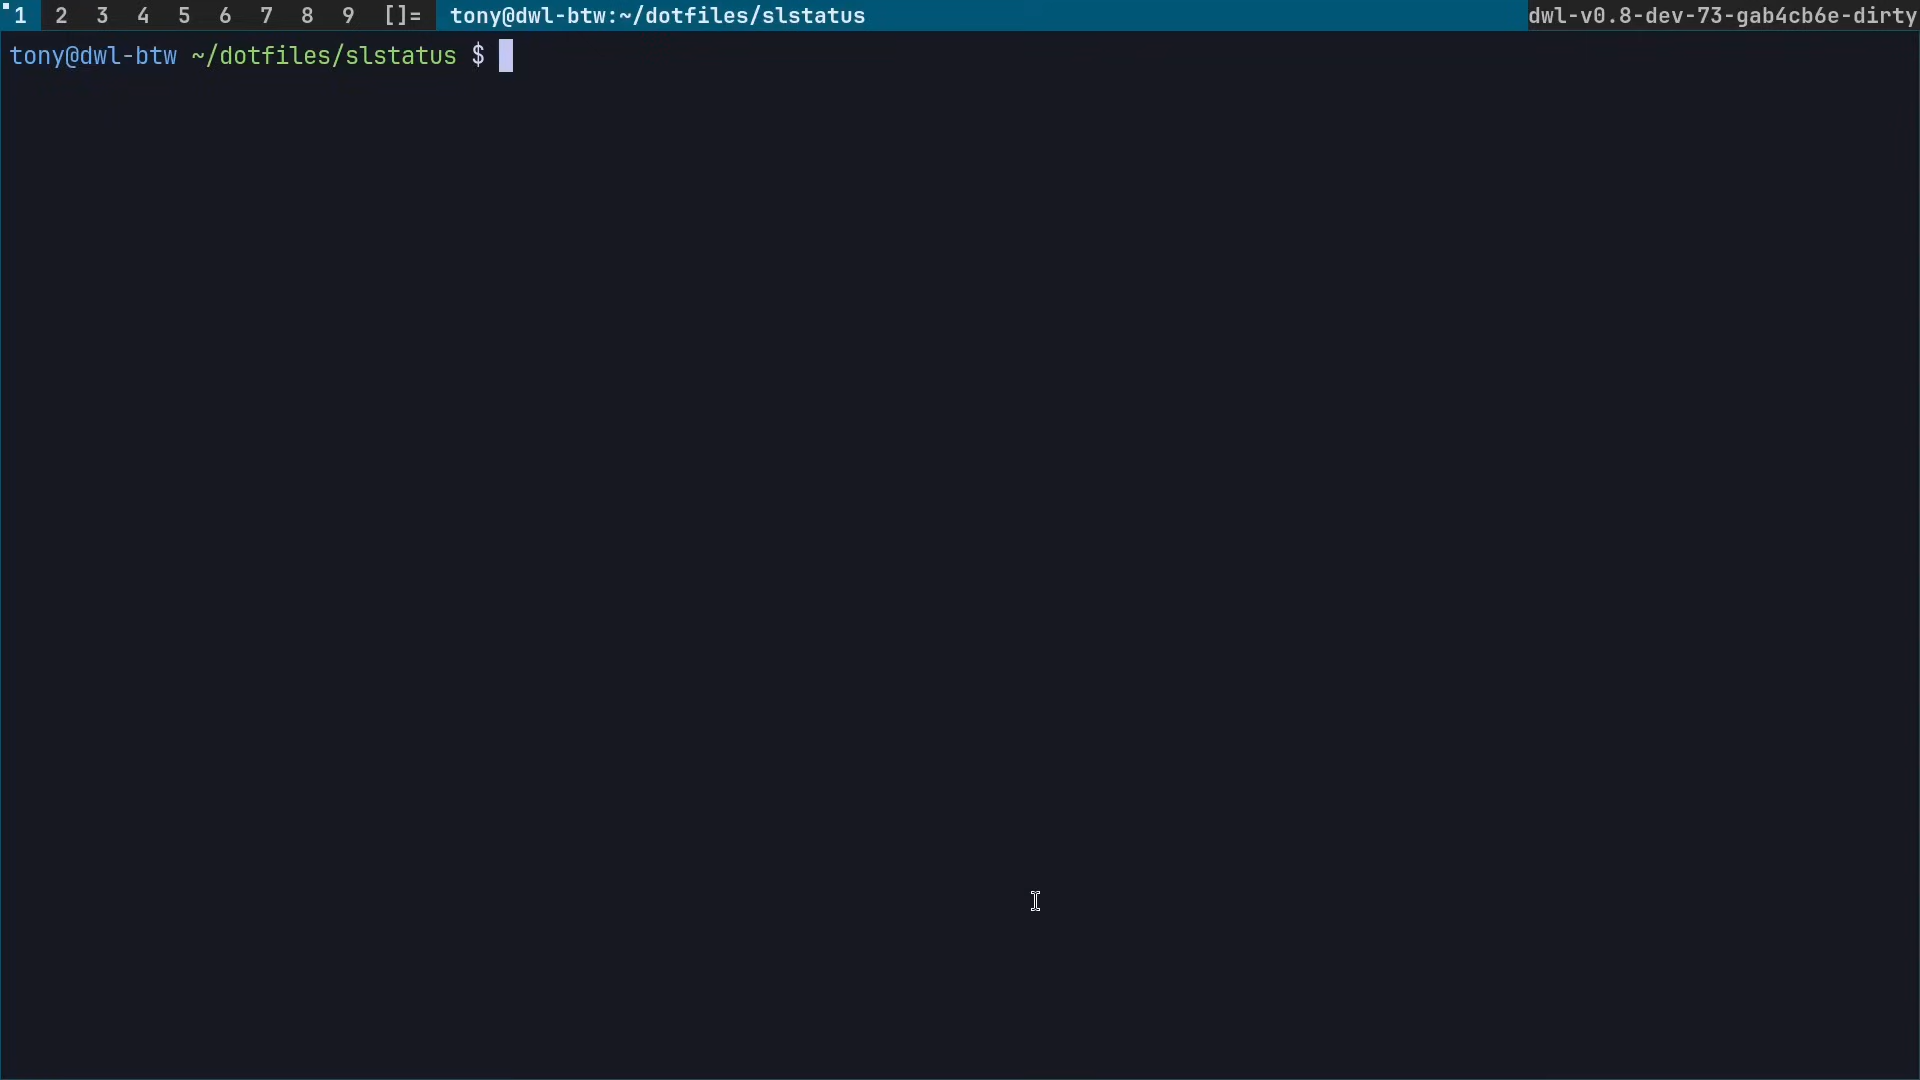 1 2 3 4 5 6 7 8 9 []= tony@dwl-btw:~/dotfiles/slstatus dwl-v0.8-dev-73-gab4cb6e-dirty
tony@dwl-btw ~/dotfiles/slstatus $